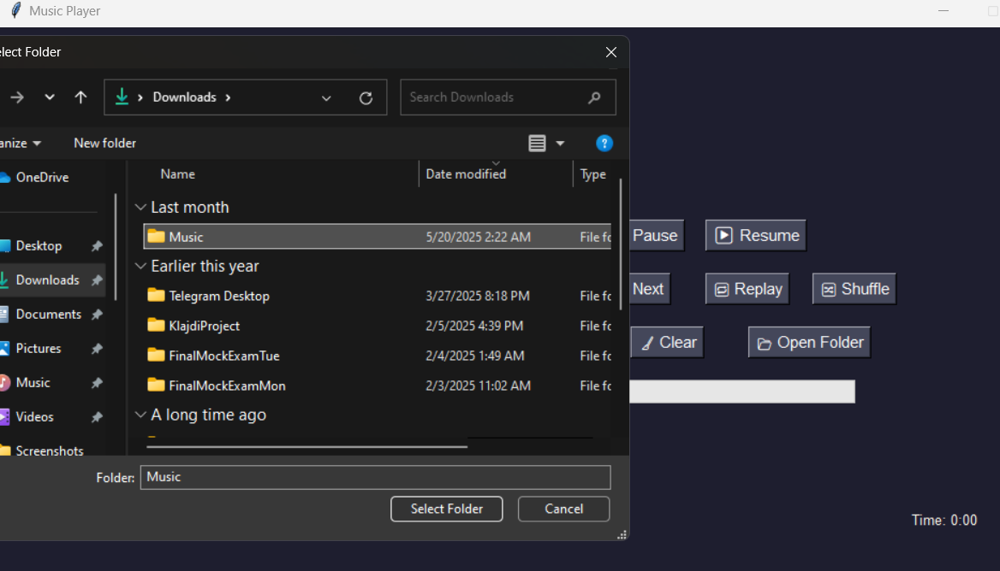 Music Player
elect Folder
Downloads
Search Downloads
anize
New folder
?
OneDrive
Desktop
Downloads
Documents
Pictures
Music
Videos
Screenshots
Name Date modified Type
Last month
Music 5/20/2025 2:22 AM File fo
Earlier this year
Telegram Desktop 3/27/2025 8:18 PM File fo
KlajdiProject 2/5/2025 4:39 PM File fo
FinalMockExamTue 2/4/2025 1:49 AM File fo
FinalMockExamMon 2/3/2025 11:02 AM File fo
A long time ago
Folder: Music
Select Folder Cancel
Pause Resume
Next Replay Shuffle
Clear Open Folder
Time: 0:00